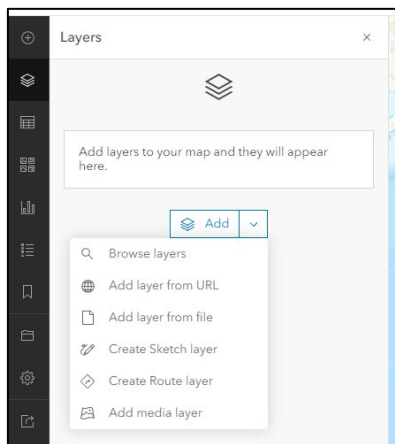 Layers
Add layers to your map and they will appear
here.
Add
Browse layers
Add layer from URL
Add layer from file
Create Sketch layer
Create Route layer
Add media layer